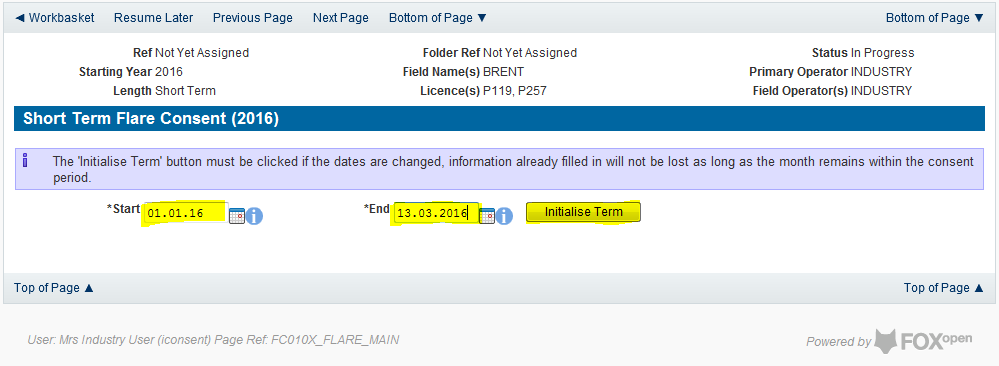 ◄ Workbasket Resume Later Previous Page Next Page Bottom of Page ▼ Bottom of Page ▼
Ref Not Yet Assigned Folder Ref Not Yet Assigned Status In Progress
Starting Year 2016 Field Name(s) BRENT Primary Operator INDUSTRY
Length Short Term Licence(s) P119, P257 Field Operator(s) INDUSTRY
Short Term Flare Consent (2016)
i The 'Initialise Term' button must be clicked if the dates are changed, information already filled in will not be lost as long as the month remains within the consent
period.
*Start 01.01.16 i *End 13.03.2016 i Initialise Term
Top of Page ▲ Top of Page ▲
User: Mrs Industry User (iconsent) Page Ref: FC010X_FLARE_MAIN Powered by FOXopen